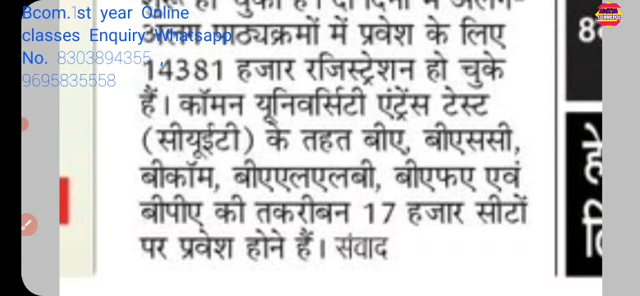 Bcom.1st year Online
classes Enquiry Whatsapp
No. 8303894355 ,
9695835558
पाठ्यक्रमों में प्रवेश के लिए
14381 हजार रजिस्ट्रेशन हो चुके
हैं। कॉमन यूनिवर्सिटी एंट्रेंस टेस्ट
(सीयूईटी) के तहत बीए, बीएससी,
बीकॉम, बीएएलएलबी, बीएफए एवं
बीपीए की तकरीबन 17 हजार सीटों
पर प्रवेश होने हैं। संवाद